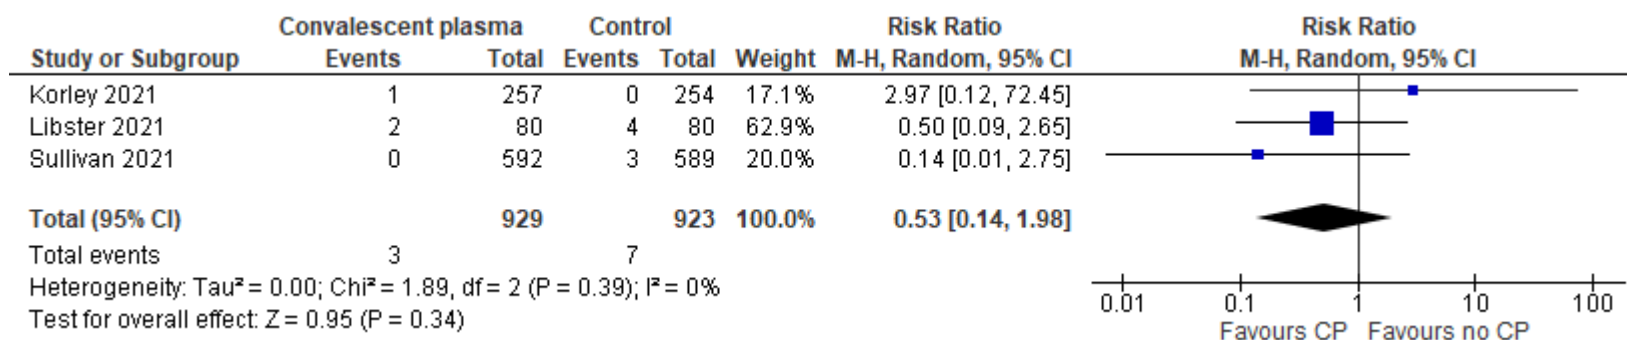 Convalescent plasma Control Risk Ratio Risk Ratio
Study or Subgroup Events Total Events Total Weight M-H, Random, 95% CI M-H, Random, 95% CI
Korley 2021 1 257 0 254 17.1% 2.97 [0.12, 72.45]
Libster 2021 2 80 4 80 62.9% 0.50 [0.09, 2.65]
Sullivan 2021 0 592 3 589 20.0% 0.14 [0.01, 2.75]
Total (95% CI) 929 923 100.0% 0.53 [0.14, 1.98]
Total events 3 7
Heterogeneity: Tau² = 0.00; Chi² = 1.89, df = 2 (P = 0.39); I² = 0%
Test for overall effect: Z = 0.95 (P = 0.34)
0.01 0.1 1 10 100
Favours CP Favours no CP